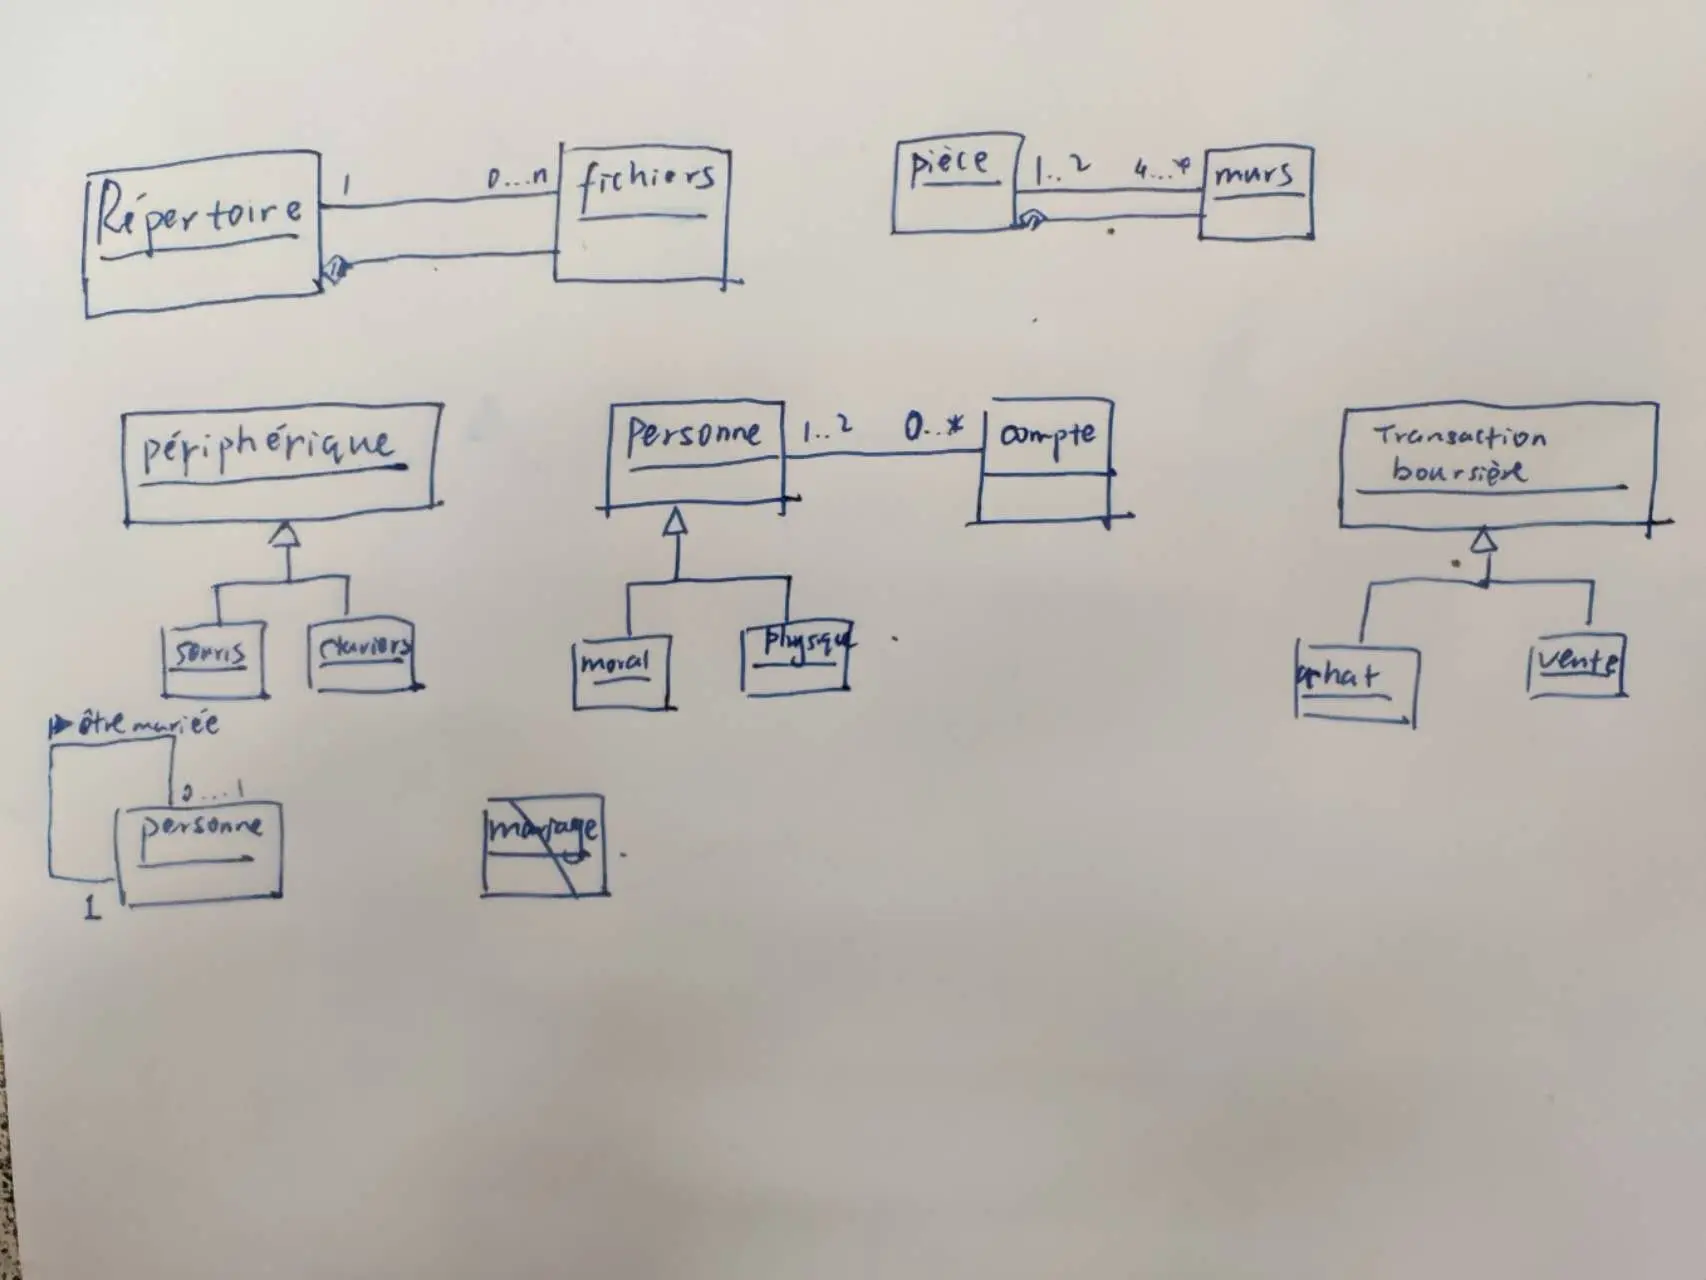 Répertoire 1 0...n fichiers
pièce 1..2 4...* murs
périphérique
Personne 1..2 0...* compte
Transaction
boursière
souris claviers
moral physique
achat vente
être mariée
0....1
personne
1
mariage